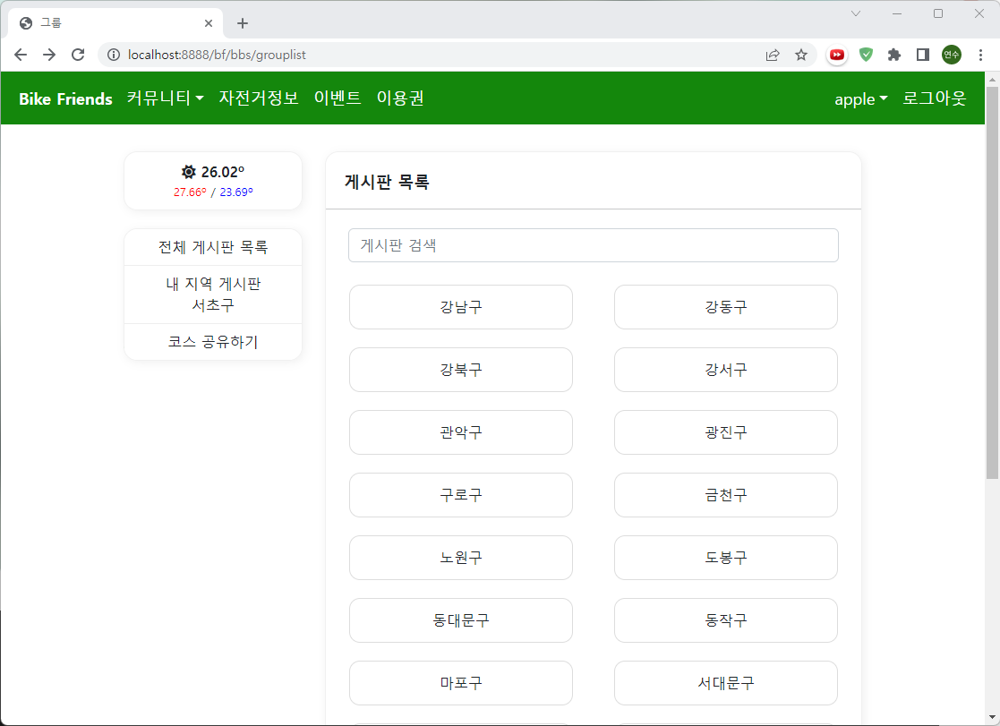 그룹
localhost:8888/bf/bbs/grouplist
연수
Bike Friends 커뮤니티 자전거정보 이벤트 이용권 apple 로그아웃
26.02º
27.66º / 23.69º
전체 게시판 목록
내 지역 게시판
서초구
코스 공유하기
게시판 목록
게시판 검색
강남구 강동구
강북구 강서구
관악구 광진구
구로구 금천구
노원구 도봉구
동대문구 동작구
마포구 서대문구